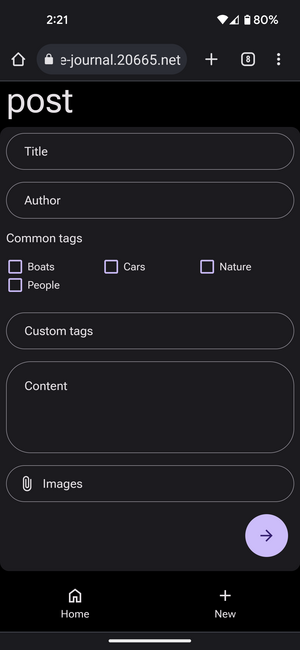 2:21
80%
e-journal.20665.net
8
post
Title
Author
Common tags
Boats Cars Nature
People
Custom tags
Content
Images
Home New